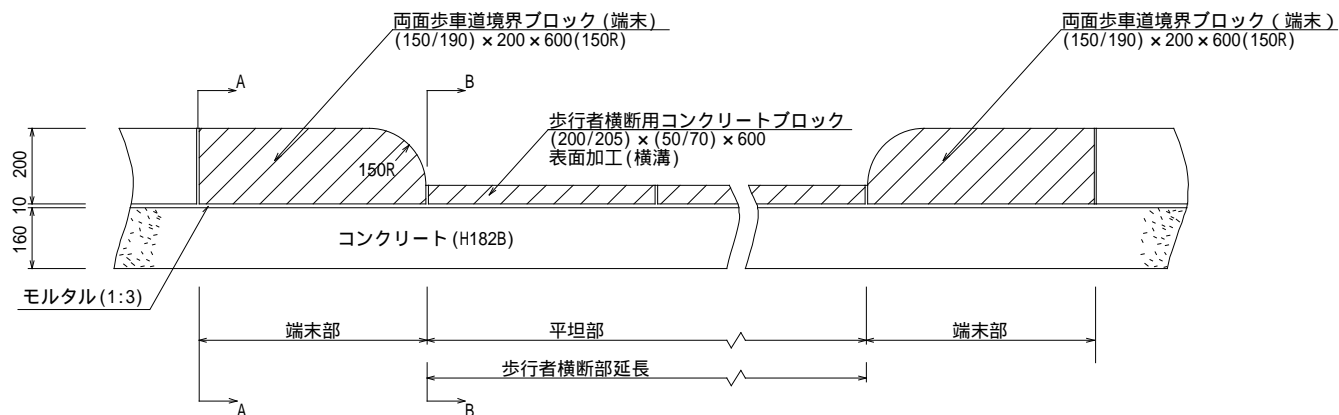 両面歩車道境界ブロック(端末)
(150/190)×200×600(150R)
両面歩車道境界ブロック(端末)
(150/190)×200×600(150R)
A
B
歩行者横断用コンクリートブロック
(200/205)×(50/70)×600
表面加工(横溝)
150R
200
10
160
コンクリート(H182B)
モルタル(1:3)
端末部
平坦部
端末部
歩行者横断部延長
A
B